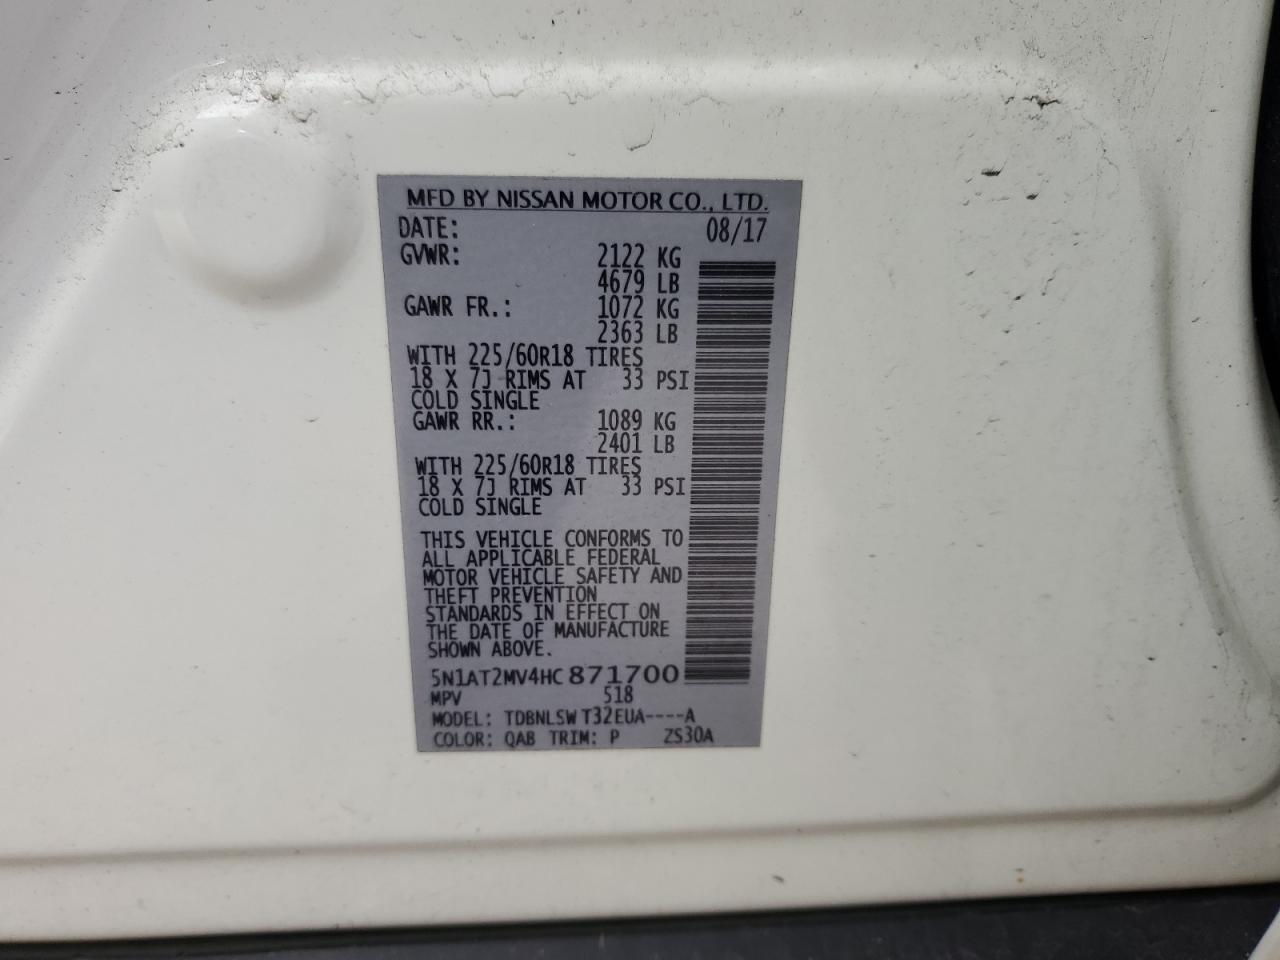 MFD BY NISSAN MOTOR CO., LTD.
DATE: 08/17
GVWR: 2122 KG
4679 LB
GAWR FR.: 1072 KG
2363 LB
WITH 225/60R18 TIRES
18 X 7J RIMS AT 33 PSI
COLD SINGLE
GAWR RR.: 1089 KG
2401 LB
WITH 225/60R18 TIRES
18 X 7J RIMS AT 33 PSI
COLD SINGLE
THIS VEHICLE CONFORMS TO
ALL APPLICABLE FEDERAL
MOTOR VEHICLE SAFETY AND
THEFT PREVENTION
STANDARDS IN EFFECT ON
THE DATE OF MANUFACTURE
SHOWN ABOVE.
5N1AT2MV4HC871700
MPV 518
MODEL: TDBNLSW T32EUA----A
COLOR: QAB TRIM: P ZS30A